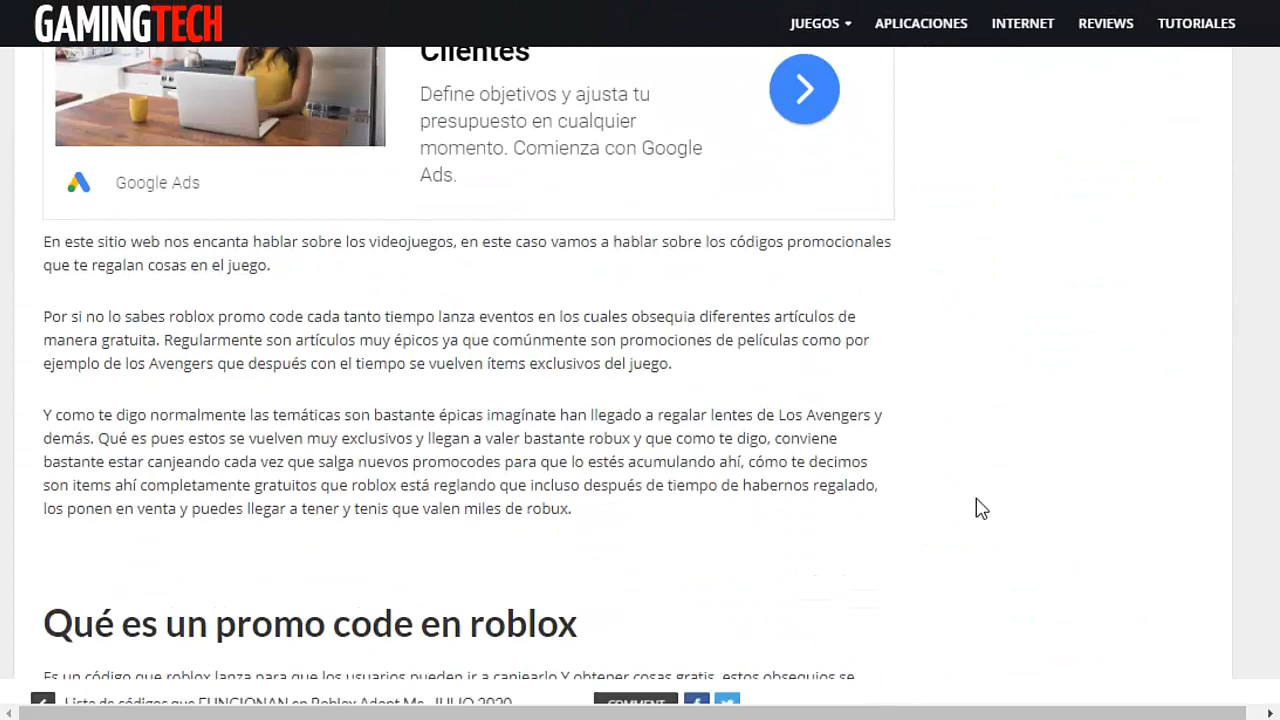 GAMINGTECH
JUEGOS
APLICACIONES
INTERNET
REVIEWS
TUTORIALES
Clientes
Define objetivos y ajusta tu
presupuesto en cualquier
momento. Comienza con Google
Ads.
Google Ads
En este sitio web nos encanta hablar sobre los videojuegos, en este caso vamos a hablar sobre los códigos promocionales
que te regalan cosas en el juego.
Por si no lo sabes roblox promo code cada tanto tiempo lanza eventos en los cuales obsequia diferentes artículos de
manera gratuita. Regularmente son artículos muy épicos ya que comúnmente son promociones de películas como por
ejemplo de los Avengers que después con el tiempo se vuelven ítems exclusivos del juego.
Y como te digo normalmente las temáticas son bastante épicas imagínate han llegado a regalar lentes de Los Avengers y
demás. Qué es pues estos se vuelven muy exclusivos y llegan a valer bastante robux y que como te digo, conviene
bastante estar canjeando cada vez que salga nuevos promocodes para que lo estés acumulando ahí, cómo te decimos
son items ahí completamente gratuitos que roblox está reglando que incluso después de tiempo de habernos regalado,
los ponen en venta y puedes llegar a tener y tenis que valen miles de robux.
Qué es un promo code en roblox
Es un código que roblox lanza para que los usuarios pueden ir a canjearlo Y obtener cosas gratis, estos obsequios se
Lista de códigos que FUNCIONAN en Roblox Adopt Me JULIO 2020
COMMENT